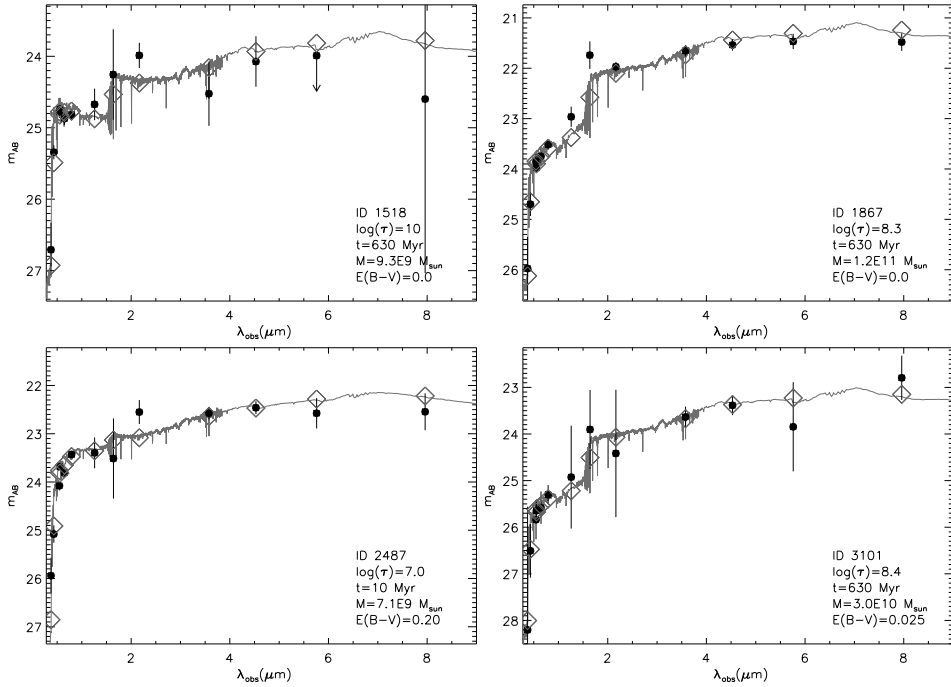 24
25
26
27
m_AB
2
4
6
8
λ_obs(μm)
ID 1518
log(τ)=10
t=630 Myr
M=9.3E9 M_sun
E(B−V)=0.0
21
22
23
24
25
26
m_AB
2
4
6
8
λ_obs(μm)
ID 1867
log(τ)=8.3
t=630 Myr
M=1.2E11 M_sun
E(B−V)=0.0
22
23
24
25
26
27
m_AB
2
4
6
8
λ_obs(μm)
ID 2487
log(τ)=7.0
t=10 Myr
M=7.1E9 M_sun
E(B−V)=0.20
23
24
25
26
27
28
m_AB
2
4
6
8
λ_obs(μm)
ID 3101
log(τ)=8.4
t=630 Myr
M=3.0E10 M_sun
E(B−V)=0.025